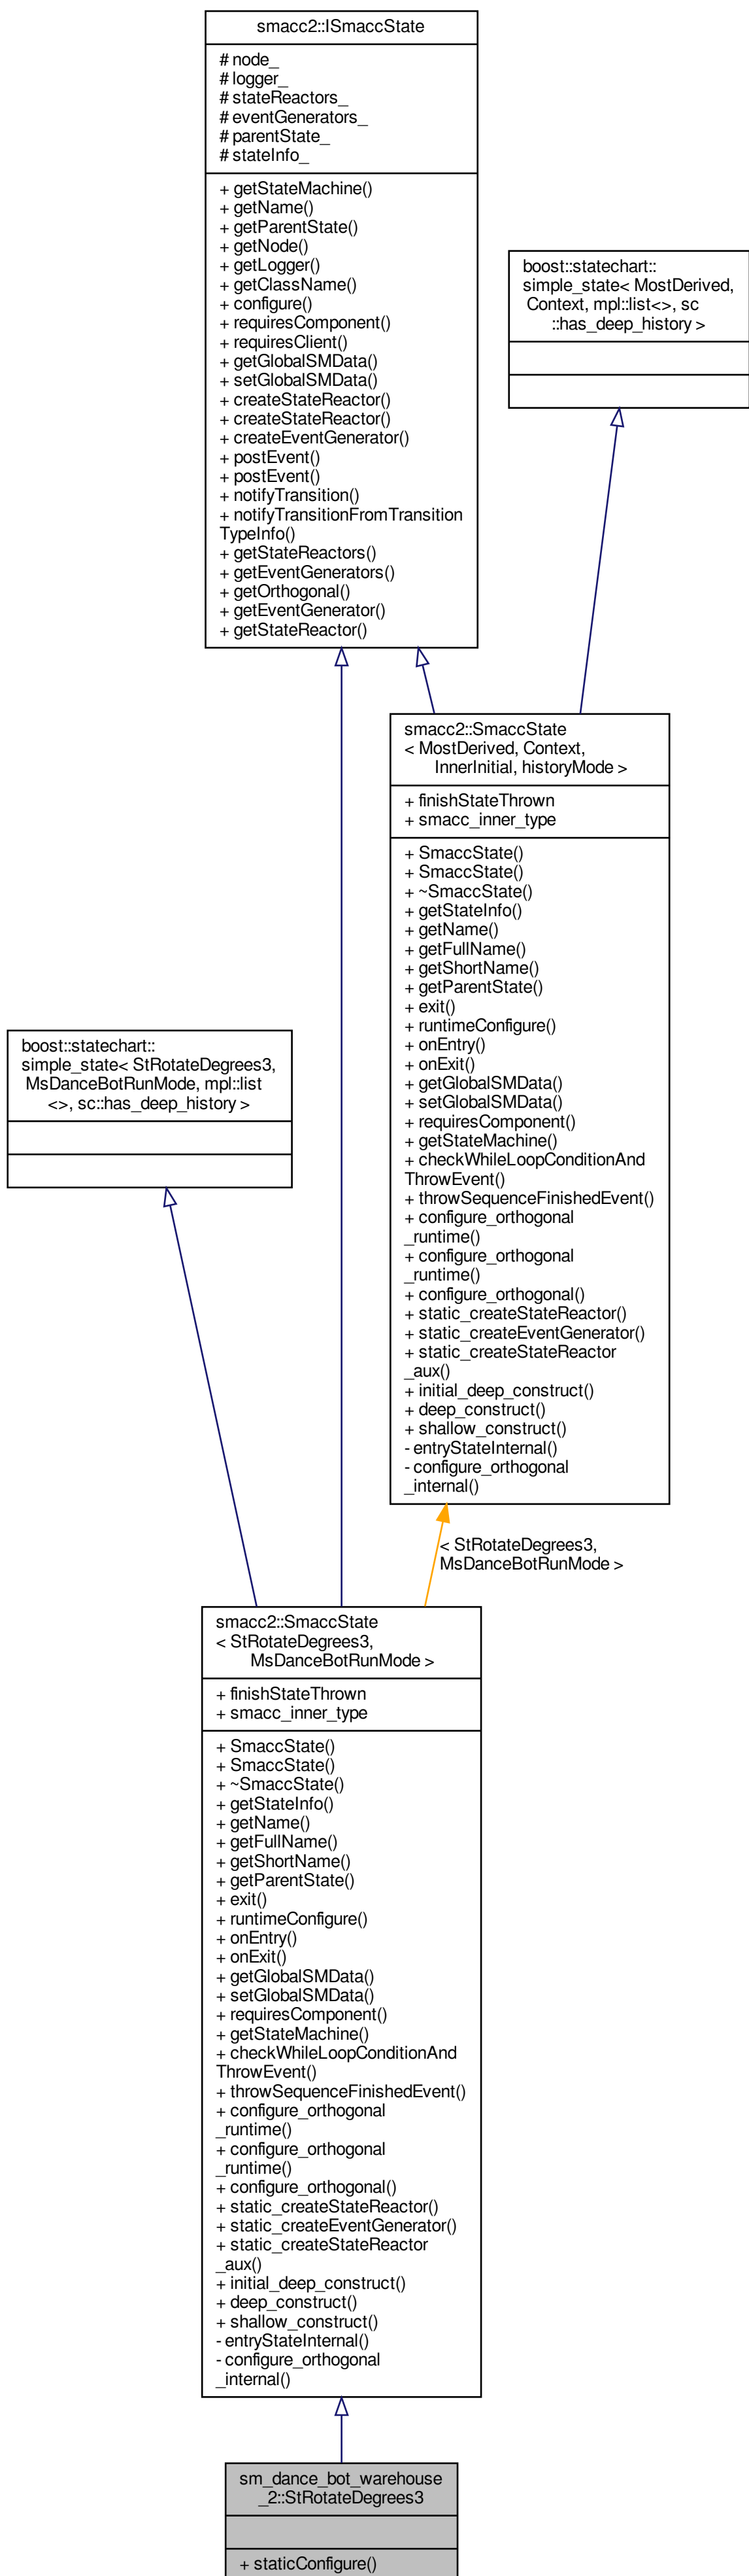 smacc2::ISmaccState
# node_
# logger_
# stateReactors_
# eventGenerators_
# parentState_
# stateInfo_
+ getStateMachine()
+ getName()
+ getParentState()
+ getNode()
+ getLogger()
+ getClassName()
+ configure()
+ requiresComponent()
+ requiresClient()
+ getGlobalSMData()
+ setGlobalSMData()
+ createStateReactor()
+ createStateReactor()
+ createEventGenerator()
+ postEvent()
+ postEvent()
+ notifyTransition()
+ notifyTransitionFromTransition
TypeInfo()
+ getStateReactors()
+ getEventGenerators()
+ getOrthogonal()
+ getEventGenerator()
+ getStateReactor()
boost::statechart::
simple_state< MostDerived,
Context, mpl::list<>, sc
::has_deep_history >
smacc2::SmaccState
< MostDerived, Context,
InnerInitial, historyMode >
+ finishStateThrown
+ smacc_inner_type
+ SmaccState()
+ SmaccState()
+ ~SmaccState()
+ getStateInfo()
+ getName()
+ getFullName()
+ getShortName()
+ getParentState()
+ exit()
+ runtimeConfigure()
+ onEntry()
+ onExit()
+ getGlobalSMData()
+ setGlobalSMData()
+ requiresComponent()
+ getStateMachine()
+ checkWhileLoopConditionAnd
ThrowEvent()
+ throwSequenceFinishedEvent()
+ configure_orthogonal
_runtime()
+ configure_orthogonal
_runtime()
+ configure_orthogonal()
+ static_createStateReactor()
+ static_createEventGenerator()
+ static_createStateReactor
_aux()
+ initial_deep_construct()
+ deep_construct()
+ shallow_construct()
- entryStateInternal()
- configure_orthogonal
_internal()
boost::statechart::
simple_state< StRotateDegrees3,
MsDanceBotRunMode, mpl::list
<>, sc::has_deep_history >
< StRotateDegrees3,
MsDanceBotRunMode >
smacc2::SmaccState
< StRotateDegrees3,
MsDanceBotRunMode >
+ finishStateThrown
+ smacc_inner_type
+ SmaccState()
+ SmaccState()
+ ~SmaccState()
+ getStateInfo()
+ getName()
+ getFullName()
+ getShortName()
+ getParentState()
+ exit()
+ runtimeConfigure()
+ onEntry()
+ onExit()
+ getGlobalSMData()
+ setGlobalSMData()
+ requiresComponent()
+ getStateMachine()
+ checkWhileLoopConditionAnd
ThrowEvent()
+ throwSequenceFinishedEvent()
+ configure_orthogonal
_runtime()
+ configure_orthogonal
_runtime()
+ configure_orthogonal()
+ static_createStateReactor()
+ static_createEventGenerator()
+ static_createStateReactor
_aux()
+ initial_deep_construct()
+ deep_construct()
+ shallow_construct()
- entryStateInternal()
- configure_orthogonal
_internal()
sm_dance_bot_warehouse
_2::StRotateDegrees3
+ staticConfigure()